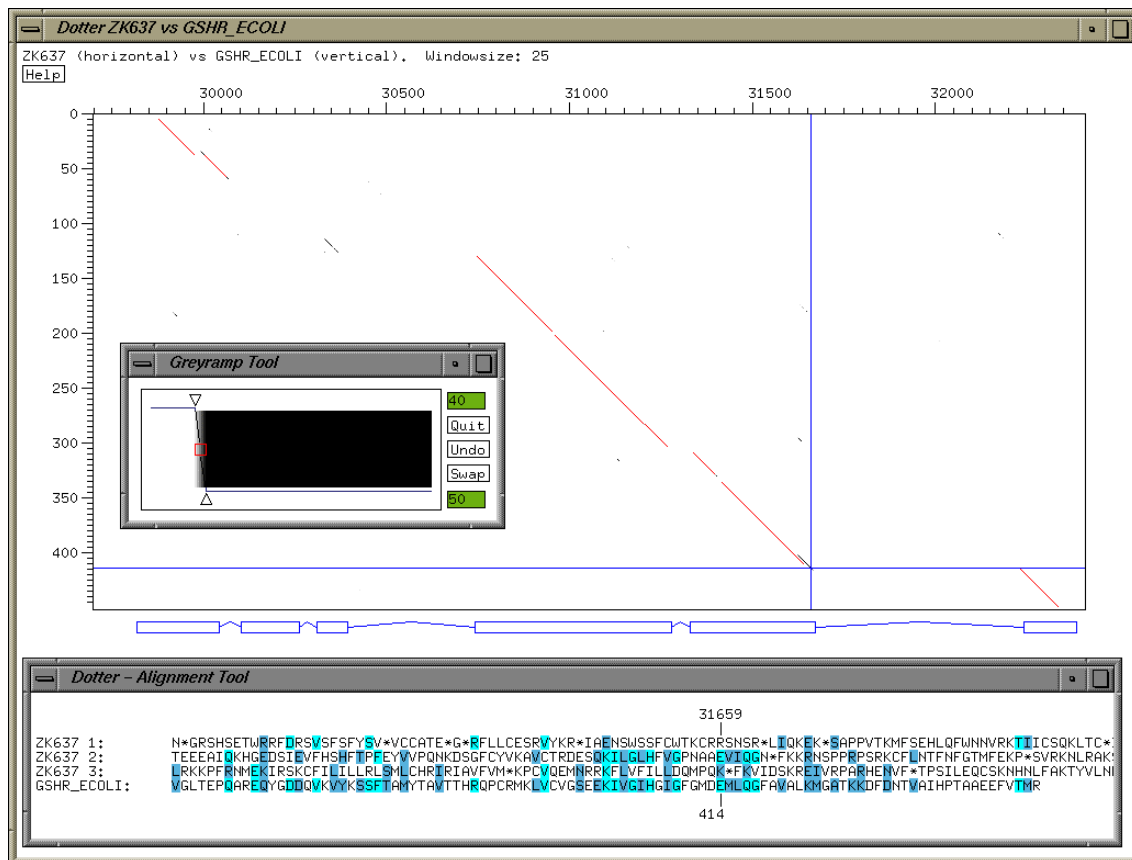 Dotter ZK637 vs GSHR_ECOLI
ZK637 (horizontal) vs GSHR_ECOLI (vertical).  Windowsize: 25
Help
30000 30500 31000 31500 32000
0
50
100
150
200
250
300
350
400
Greyramp Tool
40
Quit
Undo
Swap
50
Dotter – Alignment Tool
31659
ZK637 1: N*GRSHSETWRRFDRSVSFSFYSV*VCCATE*G*RFLLCESRVYKR*IAENSWSSFCWTKCRRSNSR*LIQKEK*SAPPVTKMFSEHLQFWNNVRKTIICSQKLTC*
ZK637 2: TEEEAIQKHGEDSIEVFHSHFTPFEYVVPQNKDSGFCYVKAVCTRDESQKILGLHFVGPNAAEVIQGN*FKKRNSPPRPSRKCFLNTFNFGTMFEKP*SVRKNLRAK
ZK637 3: LRKKPFRNMEKIRSKCFILILLRLSMLCHRIRIAVFVM*KPCVQEMNRRKFLVFILLDQMPQK*FKVIDSKREIVRPARHENVF*TPSILEQCSKNHNLFAKTYVLN
GSHR_ECOLI: VGLTEPQAREQYGDDQVKVYKSSFTAMYTAVTTHRQPCRMKLVCVGSEEKIVGIHGIGFGMDEMLQGFAVALKMGATKKDFDNTVAIHPTAAEEFVTMR
414